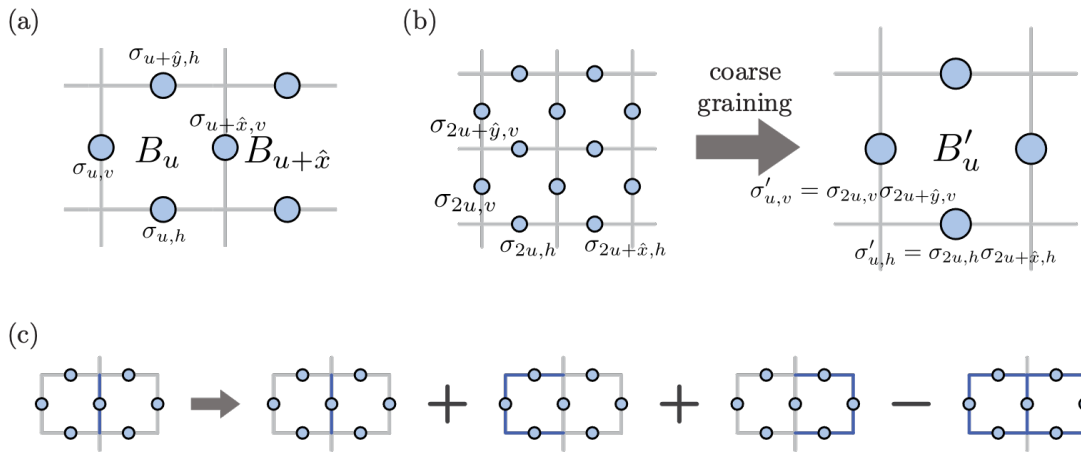 (a)
σ_{u+ŷ,h}
σ_{u+x̂,v}
σ_{u,v}
B_u
B_{u+x̂}
σ_{u,h}
(b)
σ_{2u+ŷ,v}
σ_{2u,v}
σ_{2u,h}
σ_{2u+x̂,h}
coarse
graining
B'_u
σ'_{u,v} = σ_{2u,v}σ_{2u+ŷ,v}
σ'_{u,h} = σ_{2u,h}σ_{2u+x̂,h}
(c)
+
+
−